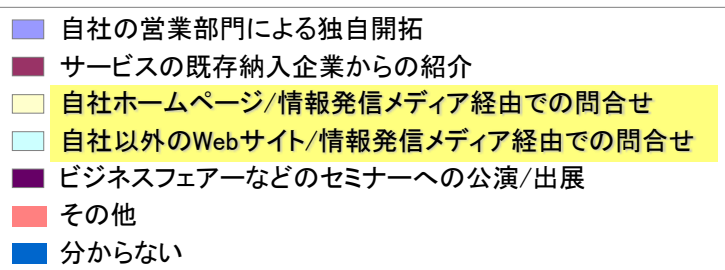 自社の営業部門による独自開拓
サービスの既存納入企業からの紹介
自社ホームページ/情報発信メディア経由での問合せ
自社以外のWebサイト/情報発信メディア経由での問合せ
ビジネスフェアーなどのセミナーへの公演/出展
その他
分からない